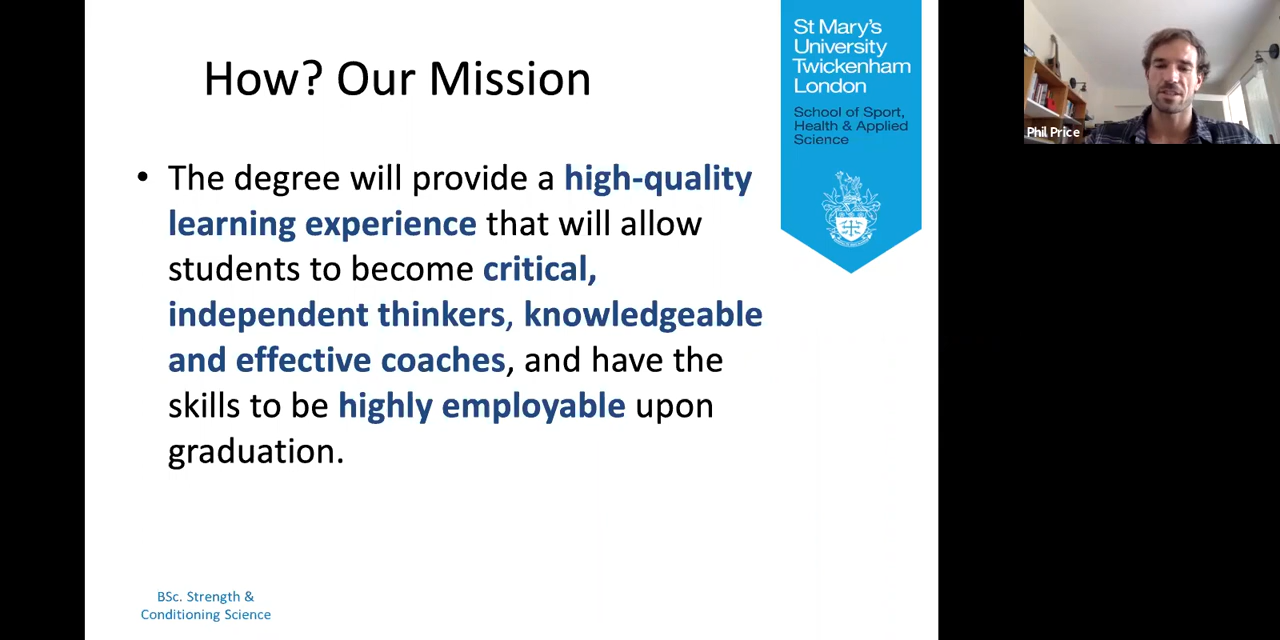 How? Our Mission
• The degree will provide a high-quality
learning experience that will allow
students to become critical,
independent thinkers, knowledgeable
and effective coaches, and have the
skills to be highly employable upon
graduation.
BSc. Strength &
Conditioning Science
St Mary's
University
Twickenham
London
School of Sport,
Health & Applied
Science
Phil Price